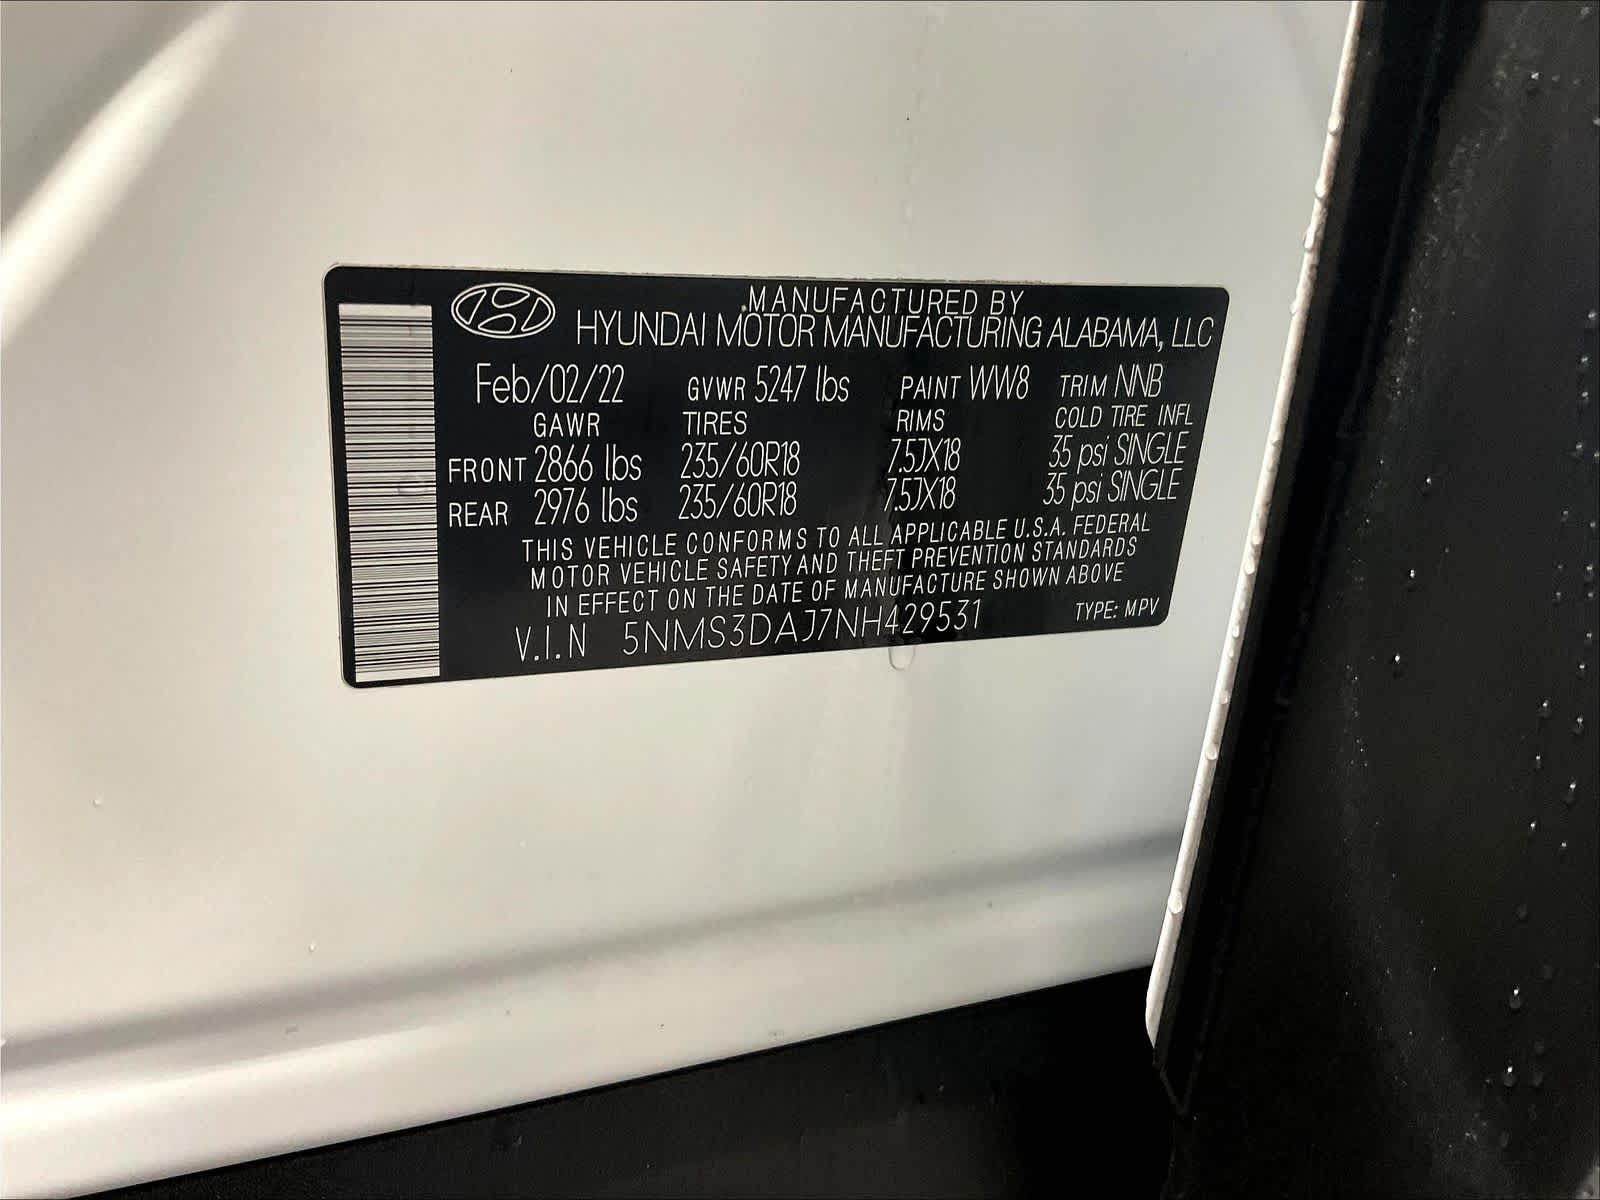 MANUFACTURED BY
HYUNDAI MOTOR MANUFACTURING ALABAMA, LLC
Feb/02/22 GVWR 5247 lbs PAINT WW8 TRIM NNB
GAWR TIRES RIMS COLD TIRE INFL
FRONT 2866 lbs 235/60R18 7.5JX18 35 psi SINGLE
REAR 2976 lbs 235/60R18 7.5JX18 35 psi SINGLE
THIS VEHICLE CONFORMS TO ALL APPLICABLE U.S.A. FEDERAL
MOTOR VEHICLE SAFETY AND THEFT PREVENTION STANDARDS
IN EFFECT ON THE DATE OF MANUFACTURE SHOWN ABOVE
V.I.N 5NMS3DAJ7NH429531 TYPE: MPV